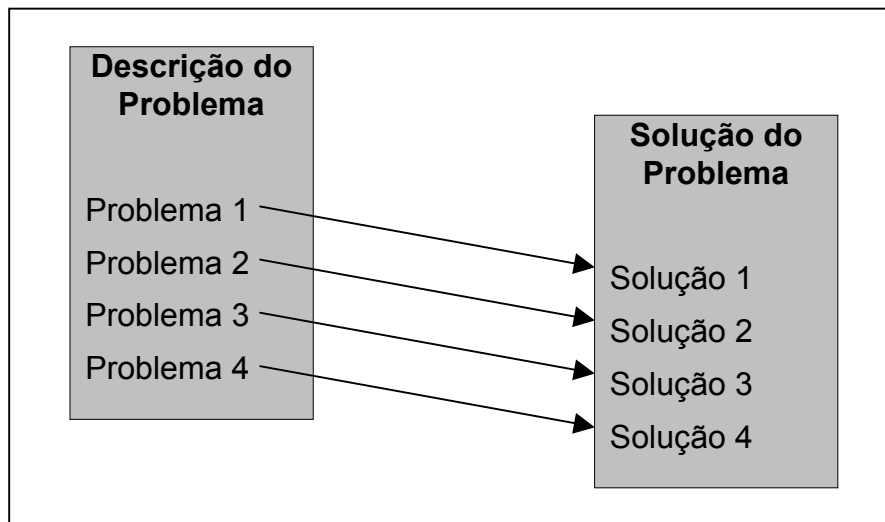 Descrição do
Problema
Problema 1
Problema 2
Problema 3
Problema 4
Solução do
Problema
Solução 1
Solução 2
Solução 3
Solução 4